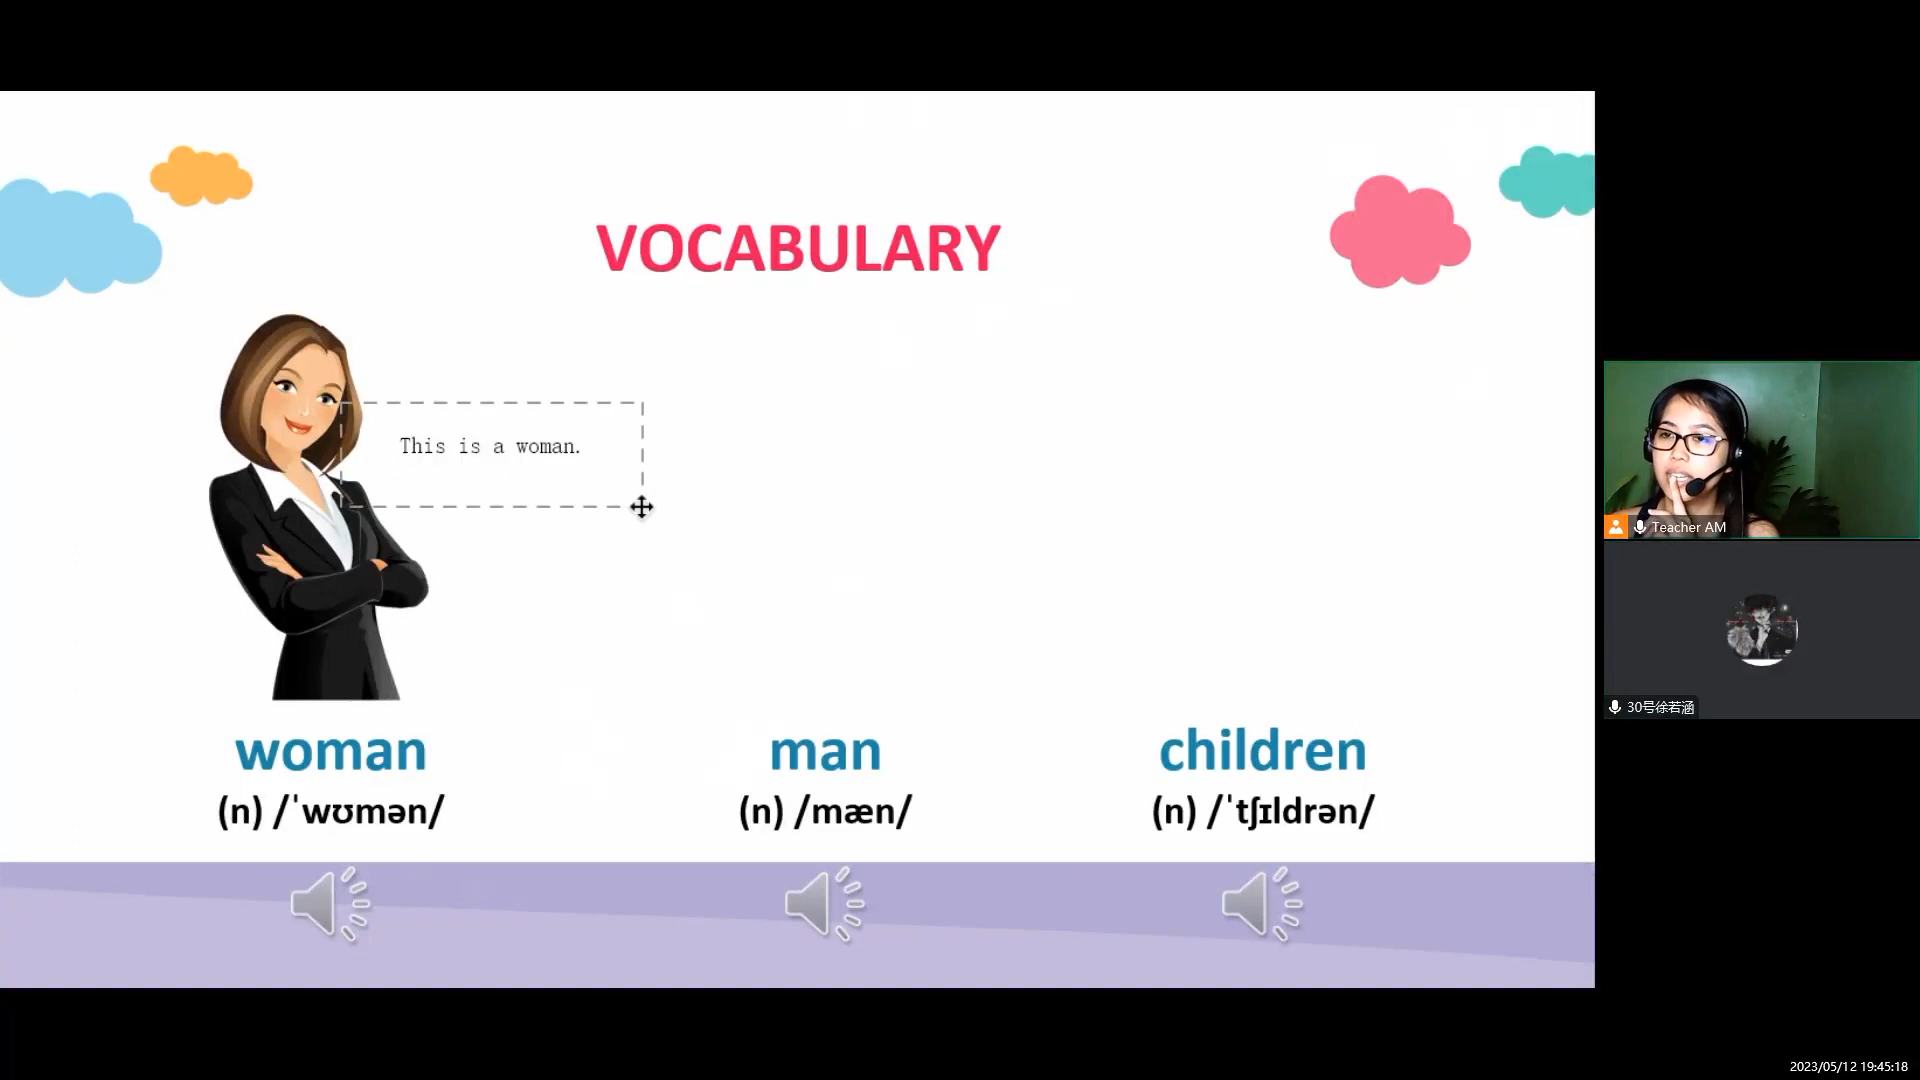 VOCABULARY
This is a woman.
woman
(n) /ˈwʊmən/
man
(n) /mæn/
children
(n) /ˈtʃɪldrən/
Teacher AM
30号徐若涵
2023/05/12 19:45:18